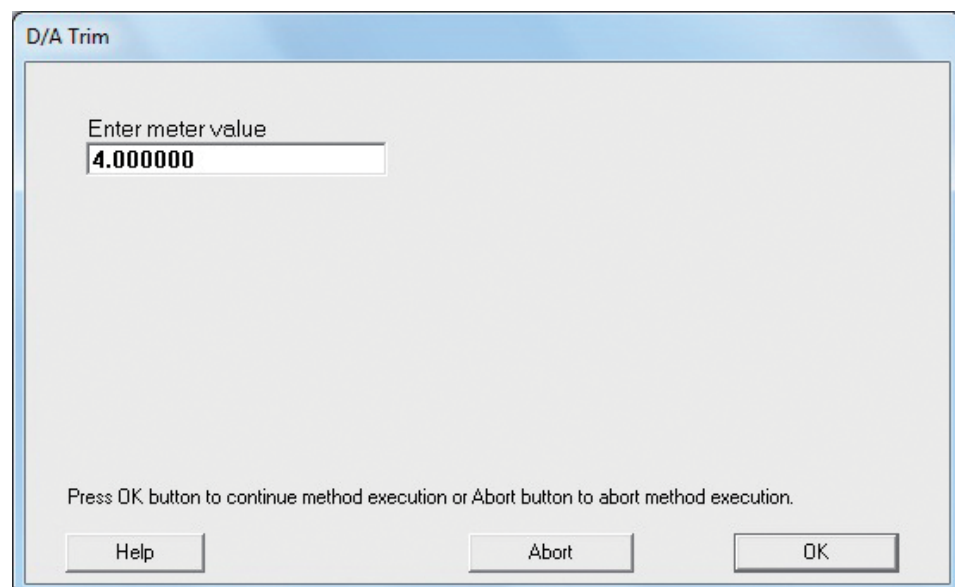 D/A Trim
Enter meter value
4.000000
Press OK button to continue method execution or Abort button to abort method execution.
Help Abort OK